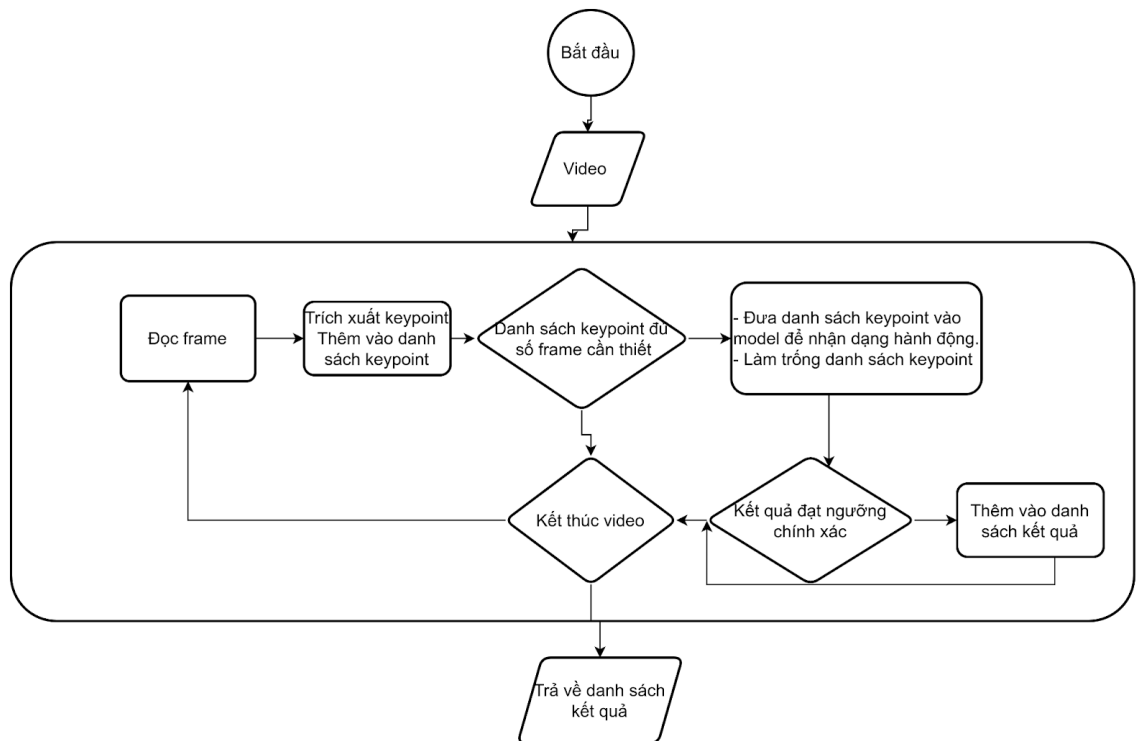 Bắt đầu
Video
Đọc frame
Trích xuất keypoint
Thêm vào danh
sách keypoint
Danh sách keypoint đủ
số frame cần thiết
- Đưa danh sách keypoint vào
model để nhận dạng hành động.
- Làm trống danh sách keypoint
Kết thúc video
Kết quả đạt ngưỡng
chính xác
Thêm vào danh
sách kết quả
Trả về danh sách
kết quả